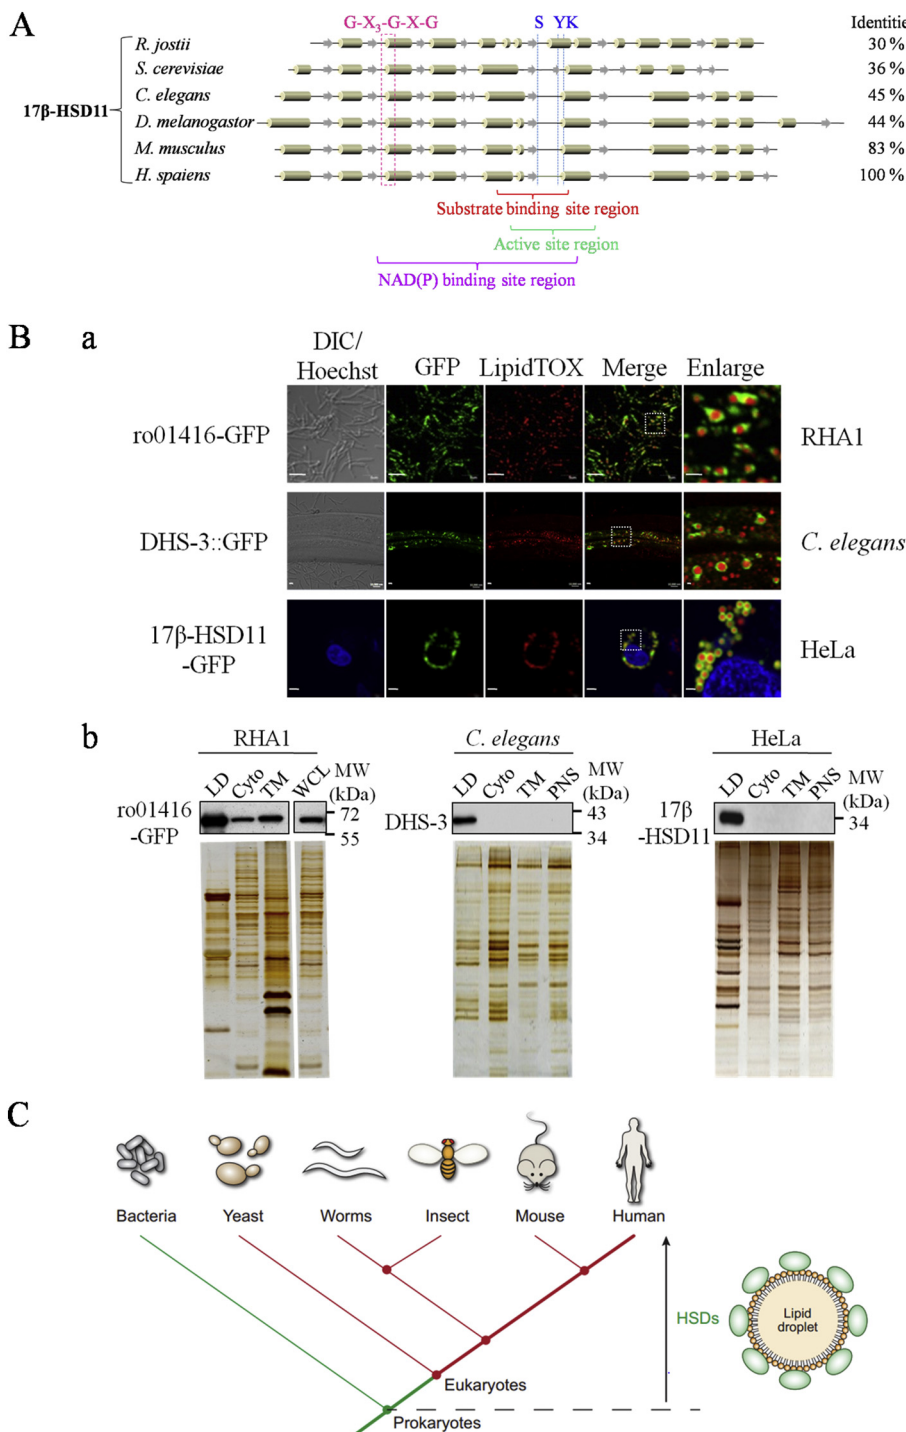 A
G-X3-G-X-G S YK Identitie
R. jostii 30 %
S. cerevisiae 36 %
17β-HSD11
C. elegans 45 %
D. melanogastor 44 %
M. musculus 83 %
H. spaiens 100 %
Substrate binding site region
Active site region
NAD(P) binding site region
B a
DIC/
Hoechst GFP LipidTOX Merge Enlarge
ro01416-GFP RHA1
DHS-3::GFP C. elegans
17β-HSD11
-GFP HeLa
b
RHA1 C. elegans HeLa
LD Cyto TM WCL MW
(kDa)
ro01416
-GFP
72
55
LD Cyto TM PNS MW
(kDa)
DHS-3
43
34
LD Cyto TM PNS MW
(kDa)
17β
-HSD11
34
C
Bacteria Yeast Worms Insect Mouse Human
HSDs Lipid
droplet
Eukaryotes
Prokaryotes